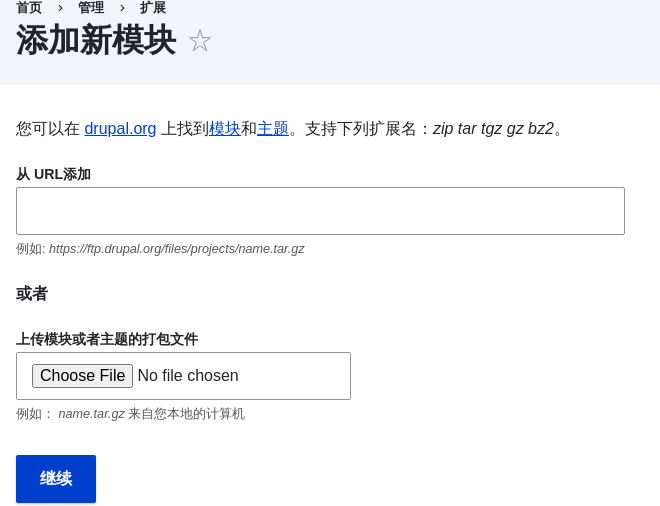 首页 › 管理 › 扩展
添加新模块 ☆
您可以在 drupal.org 上找到模块和主题。支持下列扩展名：zip tar tgz gz bz2。
从 URL添加
例如: https://ftp.drupal.org/files/projects/name.tar.gz
或者
上传模块或者主题的打包文件
Choose File No file chosen
例如： name.tar.gz 来自您本地的计算机
继续